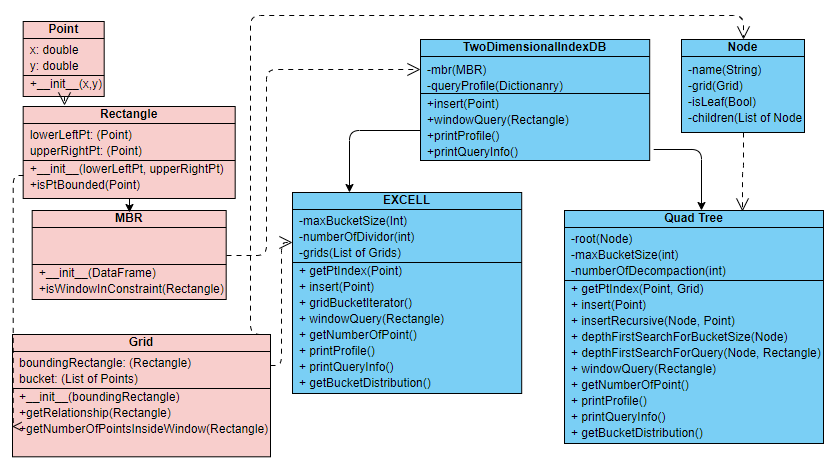 Point
x: double
y: double
+__init__(x,y)
Rectangle
lowerLeftPt: (Point)
upperRightPt: (Point)
+__init__(lowerLeftPt, upperRightPt)
+isPtBounded(Point)
MBR
+__init__(DataFrame)
+isWindowInConstraint(Rectangle)
Grid
boundingRectangle: (Rectangle)
bucket: (List of Points)
+__init__(boundingRectangle)
+getRelationship(Rectangle)
+getNumberOfPointsInsideWindow(Rectangle)
TwoDimensionalIndexDB
-mbr(MBR)
-queryProfile(Dictionanry)
+insert(Point)
+windowQuery(Rectangle)
+printProfile()
+printQueryInfo()
EXCELL
-maxBucketSize(Int)
-numberOfDividor(int)
-grids(List of Grids)
+ getPtIndex(Point)
+ insert(Point)
+ gridBucketIterator()
+ windowQuery(Rectangle)
+ getNumberOfPoint()
+ printProfile()
+ printQueryInfo()
+ getBucketDistribution()
Node
-name(String)
-grid(Grid)
-isLeaf(Bool)
-children(List of Node
Quad Tree
-root(Node)
-maxBucketSize(int)
-numberOfDecompaction(int)
+ getPtIndex(Point, Grid)
+ insert(Point)
+ insertRecursive(Node, Point)
+ depthFirstSearchForBucketSize(Node)
+ depthFirstSearchForQuery(Node, Rectangle)
+ windowQuery(Rectangle)
+ getNumberOfPoint()
+ printProfile()
+ printQueryInfo()
+ getBucketDistribution()